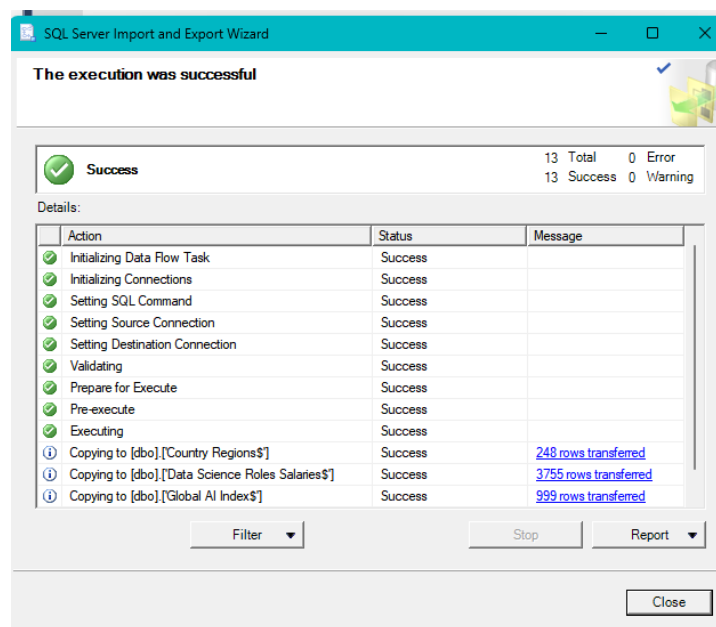 SQL Server Import and Export Wizard
The execution was successful
Success
13 Total 0 Error
13 Success 0 Warning
Details:
Action Status Message
Initializing Data Flow Task Success
Initializing Connections Success
Setting SQL Command Success
Setting Source Connection Success
Setting Destination Connection Success
Validating Success
Prepare for Execute Success
Pre-execute Success
Executing Success
Copying to [dbo].['Country Regions$'] Success 248 rows transferred
Copying to [dbo].['Data Science Roles Salaries$'] Success 3755 rows transferred
Copying to [dbo].['Global AI Index$'] Success 999 rows transferred
Filter Stop Report
Close